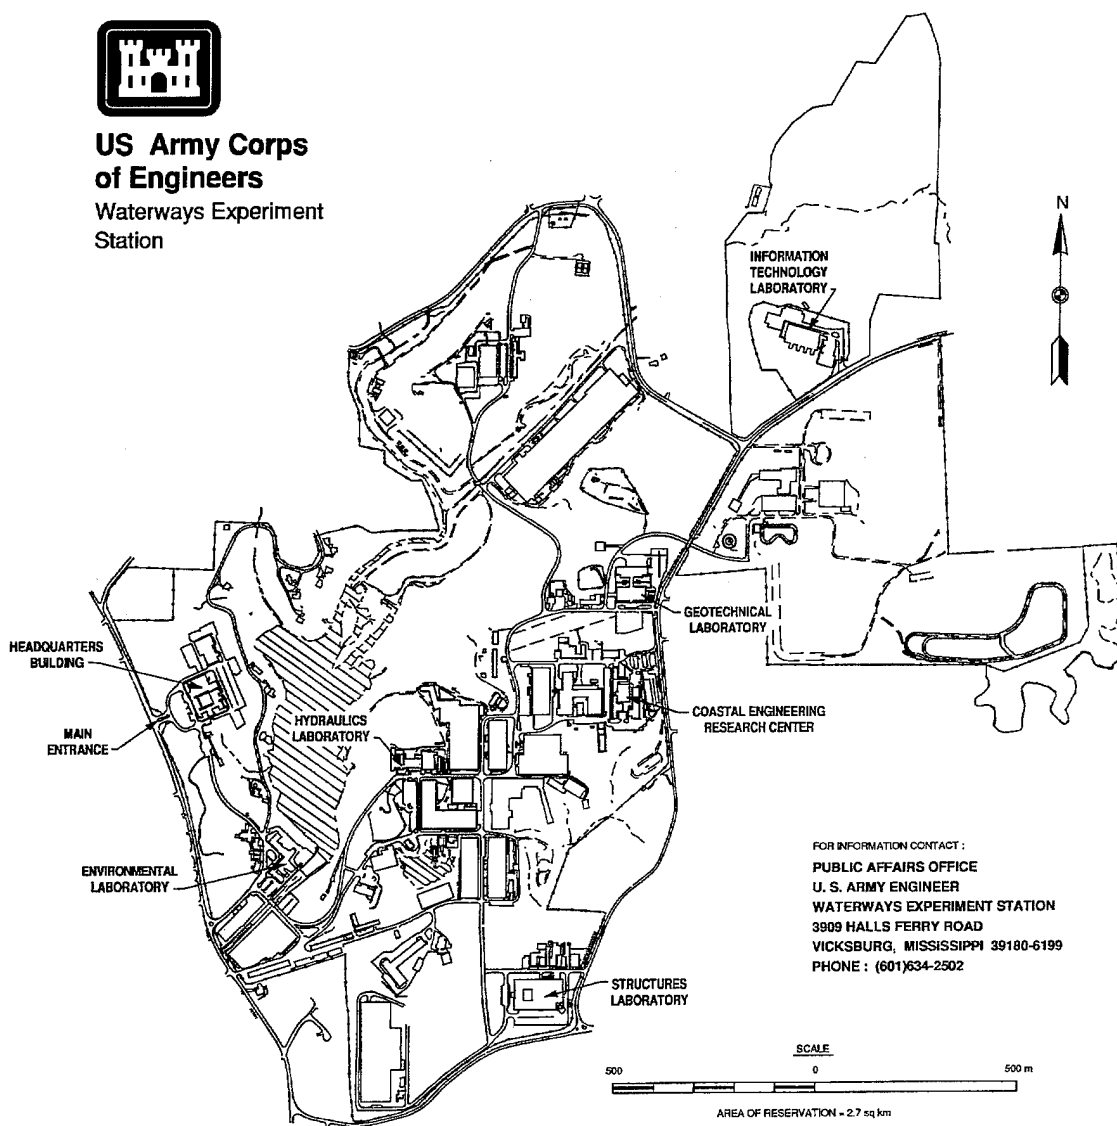 US Army Corps
of Engineers
Waterways Experiment
Station
N
INFORMATION
TECHNOLOGY
LABORATORY
GEOTECHNICAL
LABORATORY
HEADQUARTERS
BUILDING
MAIN
ENTRANCE
HYDRAULICS
LABORATORY
COASTAL ENGINEERING
RESEARCH CENTER
ENVIRONMENTAL
LABORATORY
STRUCTURES
LABORATORY
FOR INFORMATION CONTACT :
PUBLIC AFFAIRS OFFICE
U. S. ARMY ENGINEER
WATERWAYS EXPERIMENT STATION
3909 HALLS FERRY ROAD
VICKSBURG, MISSISSIPPI 39180-6199
PHONE : (601)634-2502
SCALE
500 0 500 m
AREA OF RESERVATION = 2.7 sq km